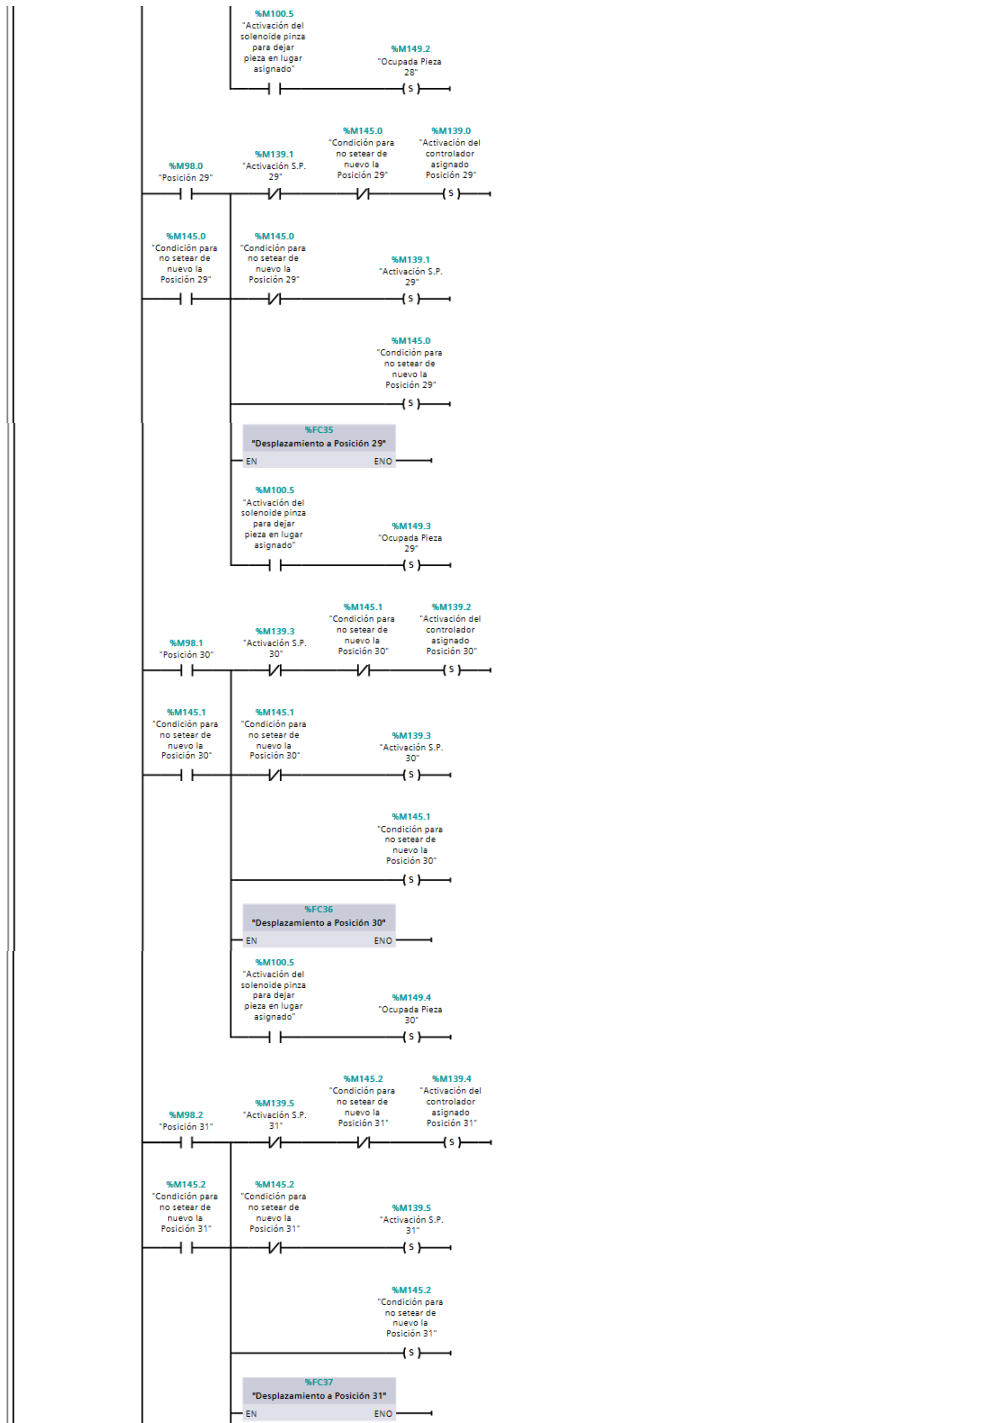 %M100.5
"Activación del
solenoide pinza
para dejar
pieza en lugar
asignado"
%M149.2
"Ocupada Pieza
28"
( S )
%M98.0
"Posición 29"
%M139.1
"Activación S.P.
29"
%M145.0
"Condición para
no setear de
nuevo la
Posición 29"
%M139.0
"Activación del
controlador
asignado
Posición 29"
( S )
%M145.0
"Condición para
no setear de
nuevo la
Posición 29"
%M145.0
"Condición para
no setear de
nuevo la
Posición 29"
%M139.1
"Activación S.P.
29"
( S )
%M145.0
"Condición para
no setear de
nuevo la
Posición 29"
( S )
%FC35
"Desplazamiento a Posición 29"
EN ENO
%M100.5
"Activación del
solenoide pinza
para dejar
pieza en lugar
asignado"
%M149.3
"Ocupada Pieza
29"
( S )
%M98.1
"Posición 30"
%M139.3
"Activación S.P.
30"
%M145.1
"Condición para
no setear de
nuevo la
Posición 30"
%M139.2
"Activación del
controlador
asignado
Posición 30"
( S )
%M145.1
"Condición para
no setear de
nuevo la
Posición 30"
%M145.1
"Condición para
no setear de
nuevo la
Posición 30"
%M139.3
"Activación S.P.
30"
( S )
%M145.1
"Condición para
no setear de
nuevo la
Posición 30"
( S )
%FC36
"Desplazamiento a Posición 30"
EN ENO
%M100.5
"Activación del
solenoide pinza
para dejar
pieza en lugar
asignado"
%M149.4
"Ocupada Pieza
30"
( S )
%M98.2
"Posición 31"
%M139.5
"Activación S.P.
31"
%M145.2
"Condición para
no setear de
nuevo la
Posición 31"
%M139.4
"Activación del
controlador
asignado
Posición 31"
( S )
%M145.2
"Condición para
no setear de
nuevo la
Posición 31"
%M145.2
"Condición para
no setear de
nuevo la
Posición 31"
%M139.5
"Activación S.P.
31"
( S )
%M145.2
"Condición para
no setear de
nuevo la
Posición 31"
( S )
%FC37
"Desplazamiento a Posición 31"
EN ENO